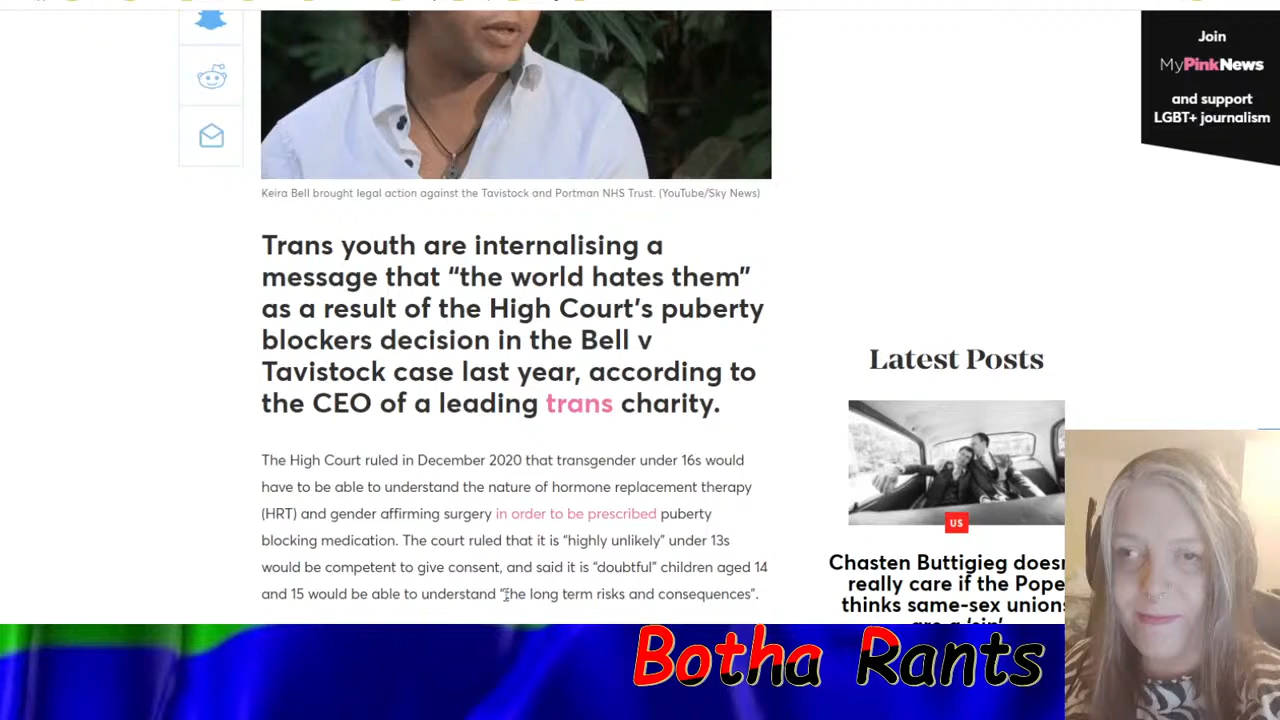 Join
MyPinkNews
and support
LGBT+ journalism
Keira Bell brought legal action against the Tavistock and Portman NHS Trust. (YouTube/Sky News)
Trans youth are internalising a
message that “the world hates them”
as a result of the High Court’s puberty
blockers decision in the Bell v
Tavistock case last year, according to
the CEO of a leading trans charity.
The High Court ruled in December 2020 that transgender under 16s would
have to be able to understand the nature of hormone replacement therapy
(HRT) and gender affirming surgery in order to be prescribed puberty
blocking medication. The court ruled that it is “highly unlikely” under 13s
would be competent to give consent, and said it is “doubtful” children aged 14
and 15 would be able to understand “the long term risks and consequences”.
Latest Posts
US
Chasten Buttigieg doesn
really care if the Pope
thinks same-sex unions
are a ‘sin’
Botha Rants